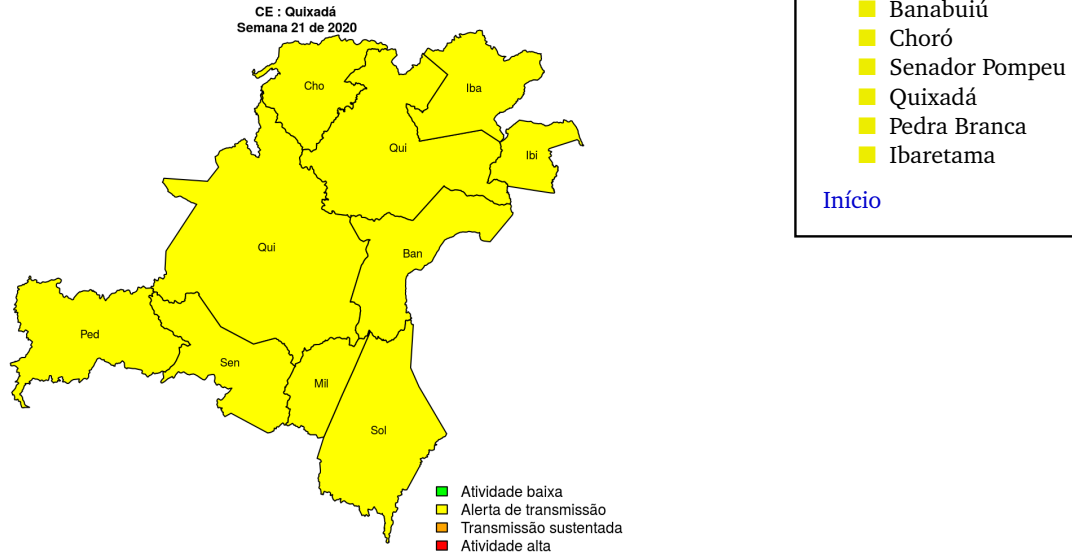 CE : Quixadá
Semana 21 de 2020
Cho
Iba
Qui
Ibi
Qui
Ban
Ped
Sen
Mil
Sol
Atividade baixa
Alerta de transmissão
Transmissão sustentada
Atividade alta
Banabuiú
Choró
Senador Pompeu
Quixadá
Pedra Branca
Ibaretama
Início